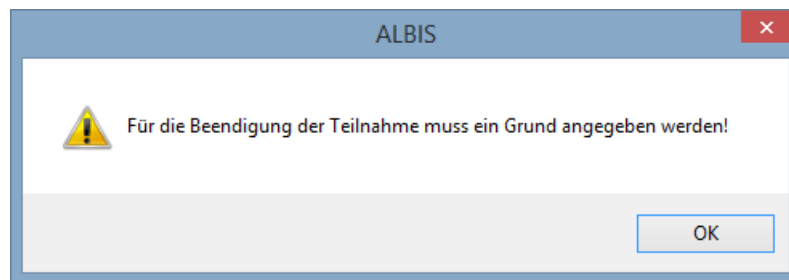 ALBIS
Für die Beendigung der Teilnahme muss ein Grund angegeben werden!
OK